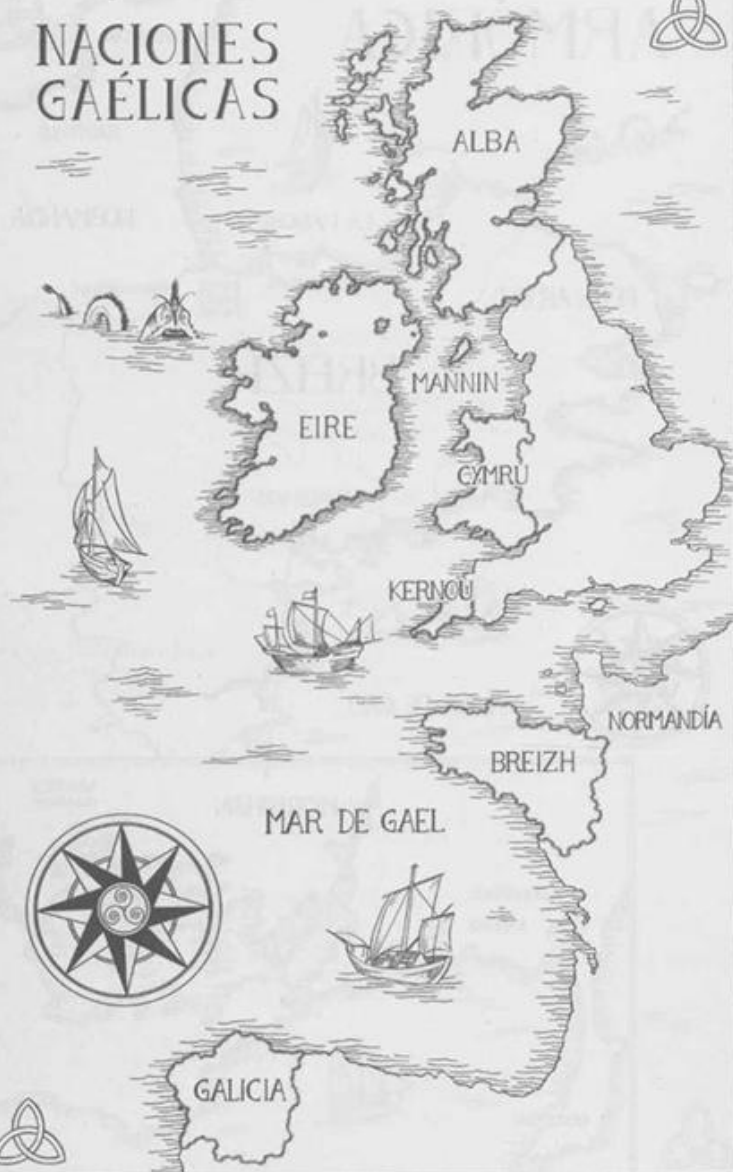 NACIONES
GAÉLICAS
ALBA
MANNIN
EIRE
CYMRU
KERNOU
NORMANDÍA
BREIZH
MAR DE GAEL
GALICIA